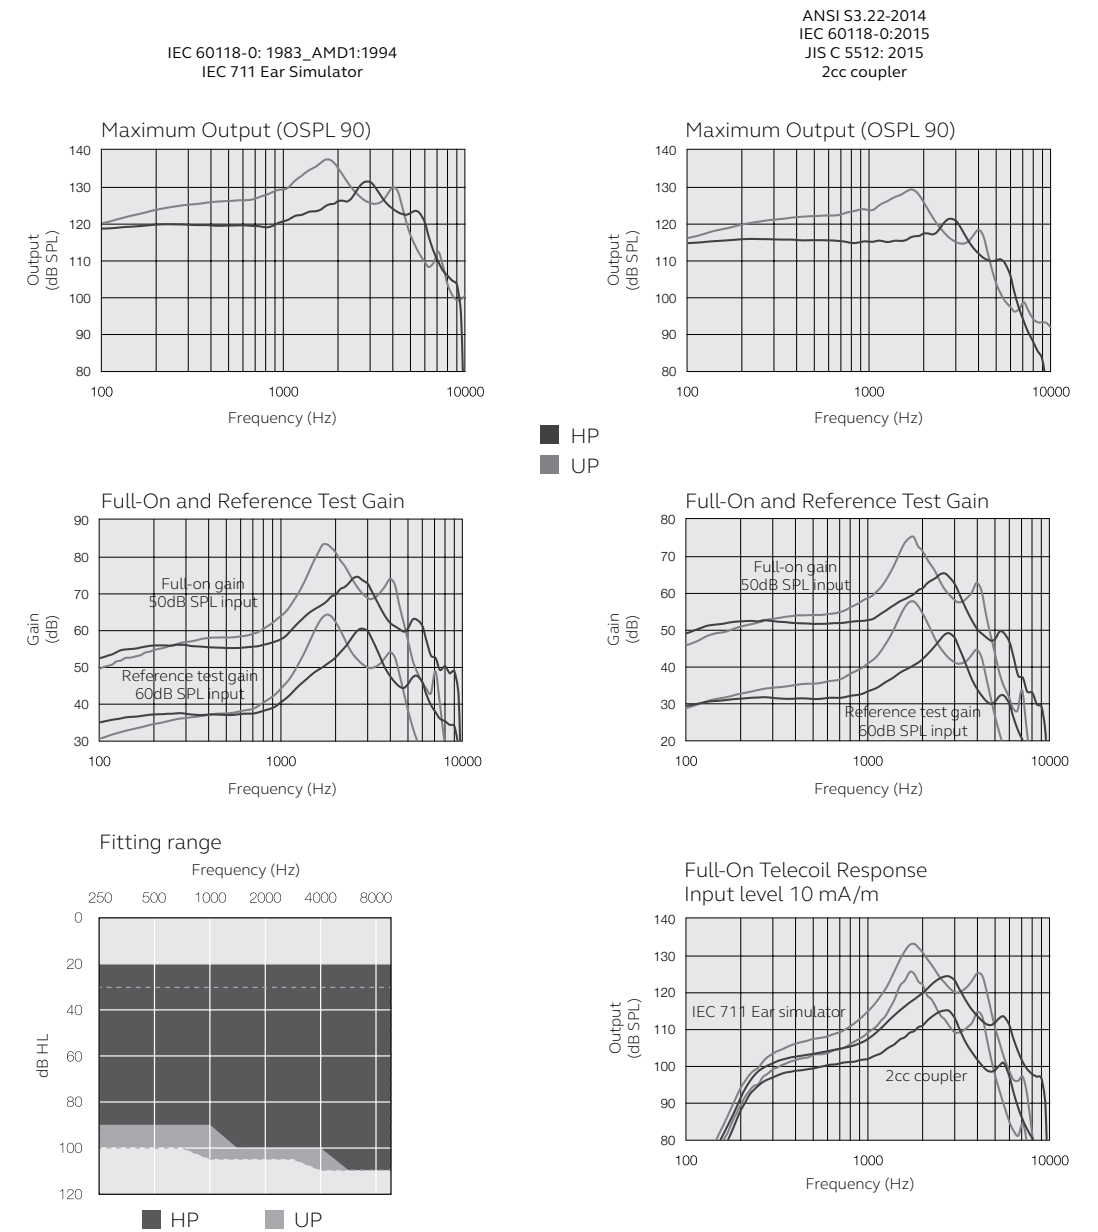 IEC 60118-0: 1983_AMD1:1994
IEC 711 Ear Simulator
ANSI S3.22-2014
IEC 60118-0:2015
JIS C 5512: 2015
2cc coupler
Maximum Output (OSPL 90)
140
130
120
110
100
90
80
Output
(dB SPL)
100 1000 10000
Frequency (Hz)
Maximum Output (OSPL 90)
140
130
120
110
100
90
80
Output
(dB SPL)
100 1000 10000
Frequency (Hz)
HP
UP
Full-On and Reference Test Gain
90
80
70
60
50
40
30
Gain
(dB)
Full-on gain
50dB SPL input
Reference test gain
60dB SPL input
100 1000 10000
Frequency (Hz)
Full-On and Reference Test Gain
80
70
60
50
40
30
20
Gain
(dB)
Full-on gain
50dB SPL input
Reference test gain
60dB SPL input
100 1000 10000
Frequency (Hz)
Fitting range
Frequency (Hz)
250 500 1000 2000 4000 8000
0
20
40
60
80
100
120
dB HL
HP
UP
Full-On Telecoil Response
Input level 10 mA/m
140
130
120
110
100
90
80
Output
(dB SPL)
IEC 711 Ear simulator
2cc coupler
100 1000 10000
Frequency (Hz)